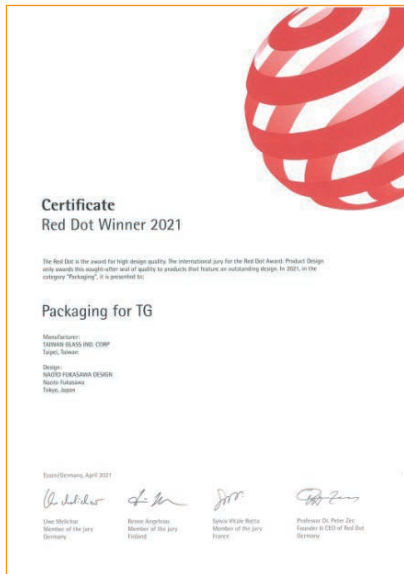 Certificate
Red Dot Winner 2021
The Red Dot is the award for high design quality. The international jury for the Red Dot Award: Product Design
only awards this sought-after seal of quality to products that feature an outstanding design. In 2021, in the
category "Packaging", it is presented to:
Packaging for TG
Manufacturer:
TAIWAN GLASS IND. CORP
Taipei, Taiwan
Design:
NAOTO FUKASAWA DESIGN
Naoto Fukasawa
Tokyo, Japan
Essen/Germany, April 2021
Uwe Melichar
Member of the Jury
Germany
Renne Angelvuo
Member of the Jury
Finland
Sylvia Vitale Rotta
Member of the Jury
France
Professor Dr. Peter Zec
Founder & CEO of Red Dot
Germany